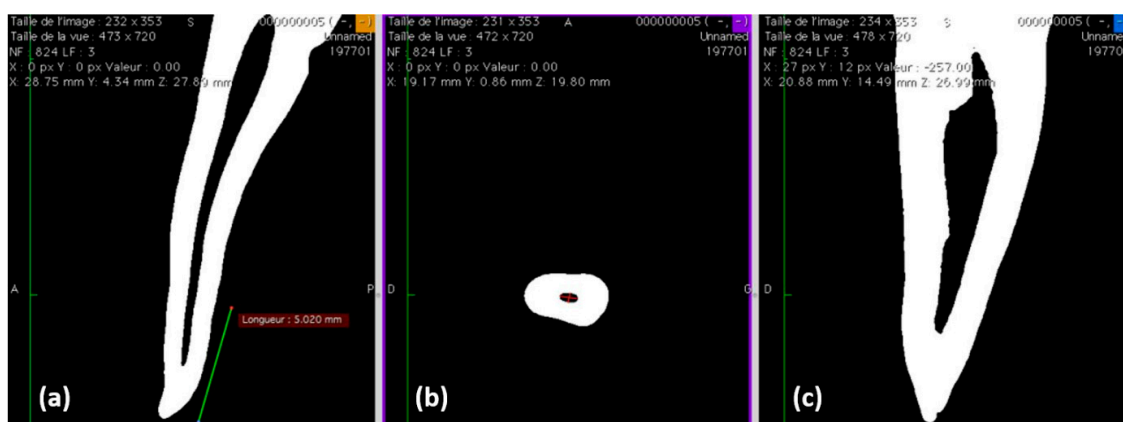 Taille de l'image : 232 x 353 S 000000005 ( -, -)
Taille de la vue : 473 x 720 Unnamed
NF : 824 LF : 3 197701
X : 0 px Y : 0 px Valeur : 0.00
X: 28.75 mm Y: 4.34 mm Z: 27.89 mm
A
P
Longueur : 5.020 mm
(a)
Taille de l'image : 231 x 353 A 000000005 ( -, -)
Taille de la vue : 472 x 720 Unnamed
NF : 824 LF : 3 197701
X : 0 px Y : 0 px Valeur : 0.00
X: 19.17 mm Y: 0.86 mm Z: 19.80 mm
D
G
(b)
Taille de l'image : 234 x 353 S 000000005 ( -, -)
Taille de la vue : 478 x 720 Unnamed
NF : 824 LF : 3 19770
X : 27 px Y : 12 px Valeur : -257.00
X: 20.88 mm Y: 14.49 mm Z: 26.99 mm
D
(c)